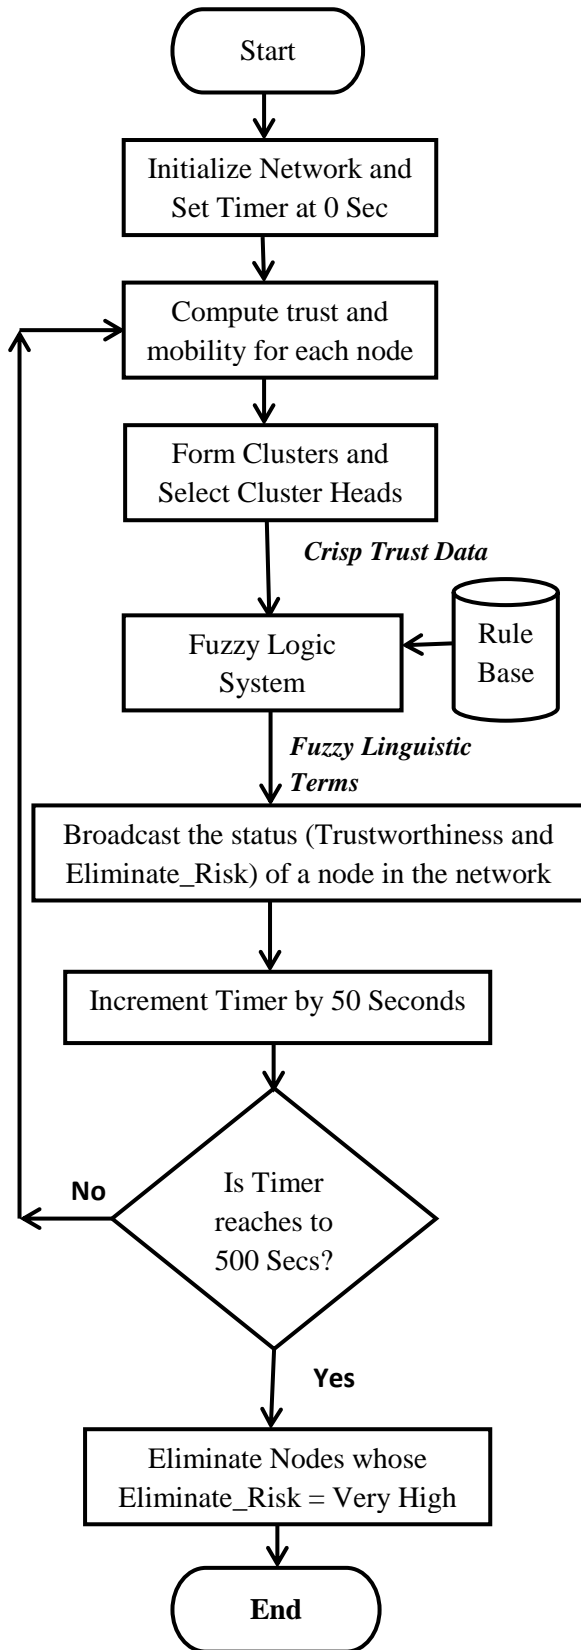 Start
Initialize Network and
Set Timer at 0 Sec
Compute trust and
mobility for each node
Form Clusters and
Select Cluster Heads
Crisp Trust Data
Fuzzy Logic
System
Rule
Base
Fuzzy Linguistic
Terms
Broadcast the status (Trustworthiness and
Eliminate_Risk) of a node in the network
Increment Timer by 50 Seconds
Is Timer
reaches to
500 Secs?
No
Yes
Eliminate Nodes whose
Eliminate_Risk = Very High
End